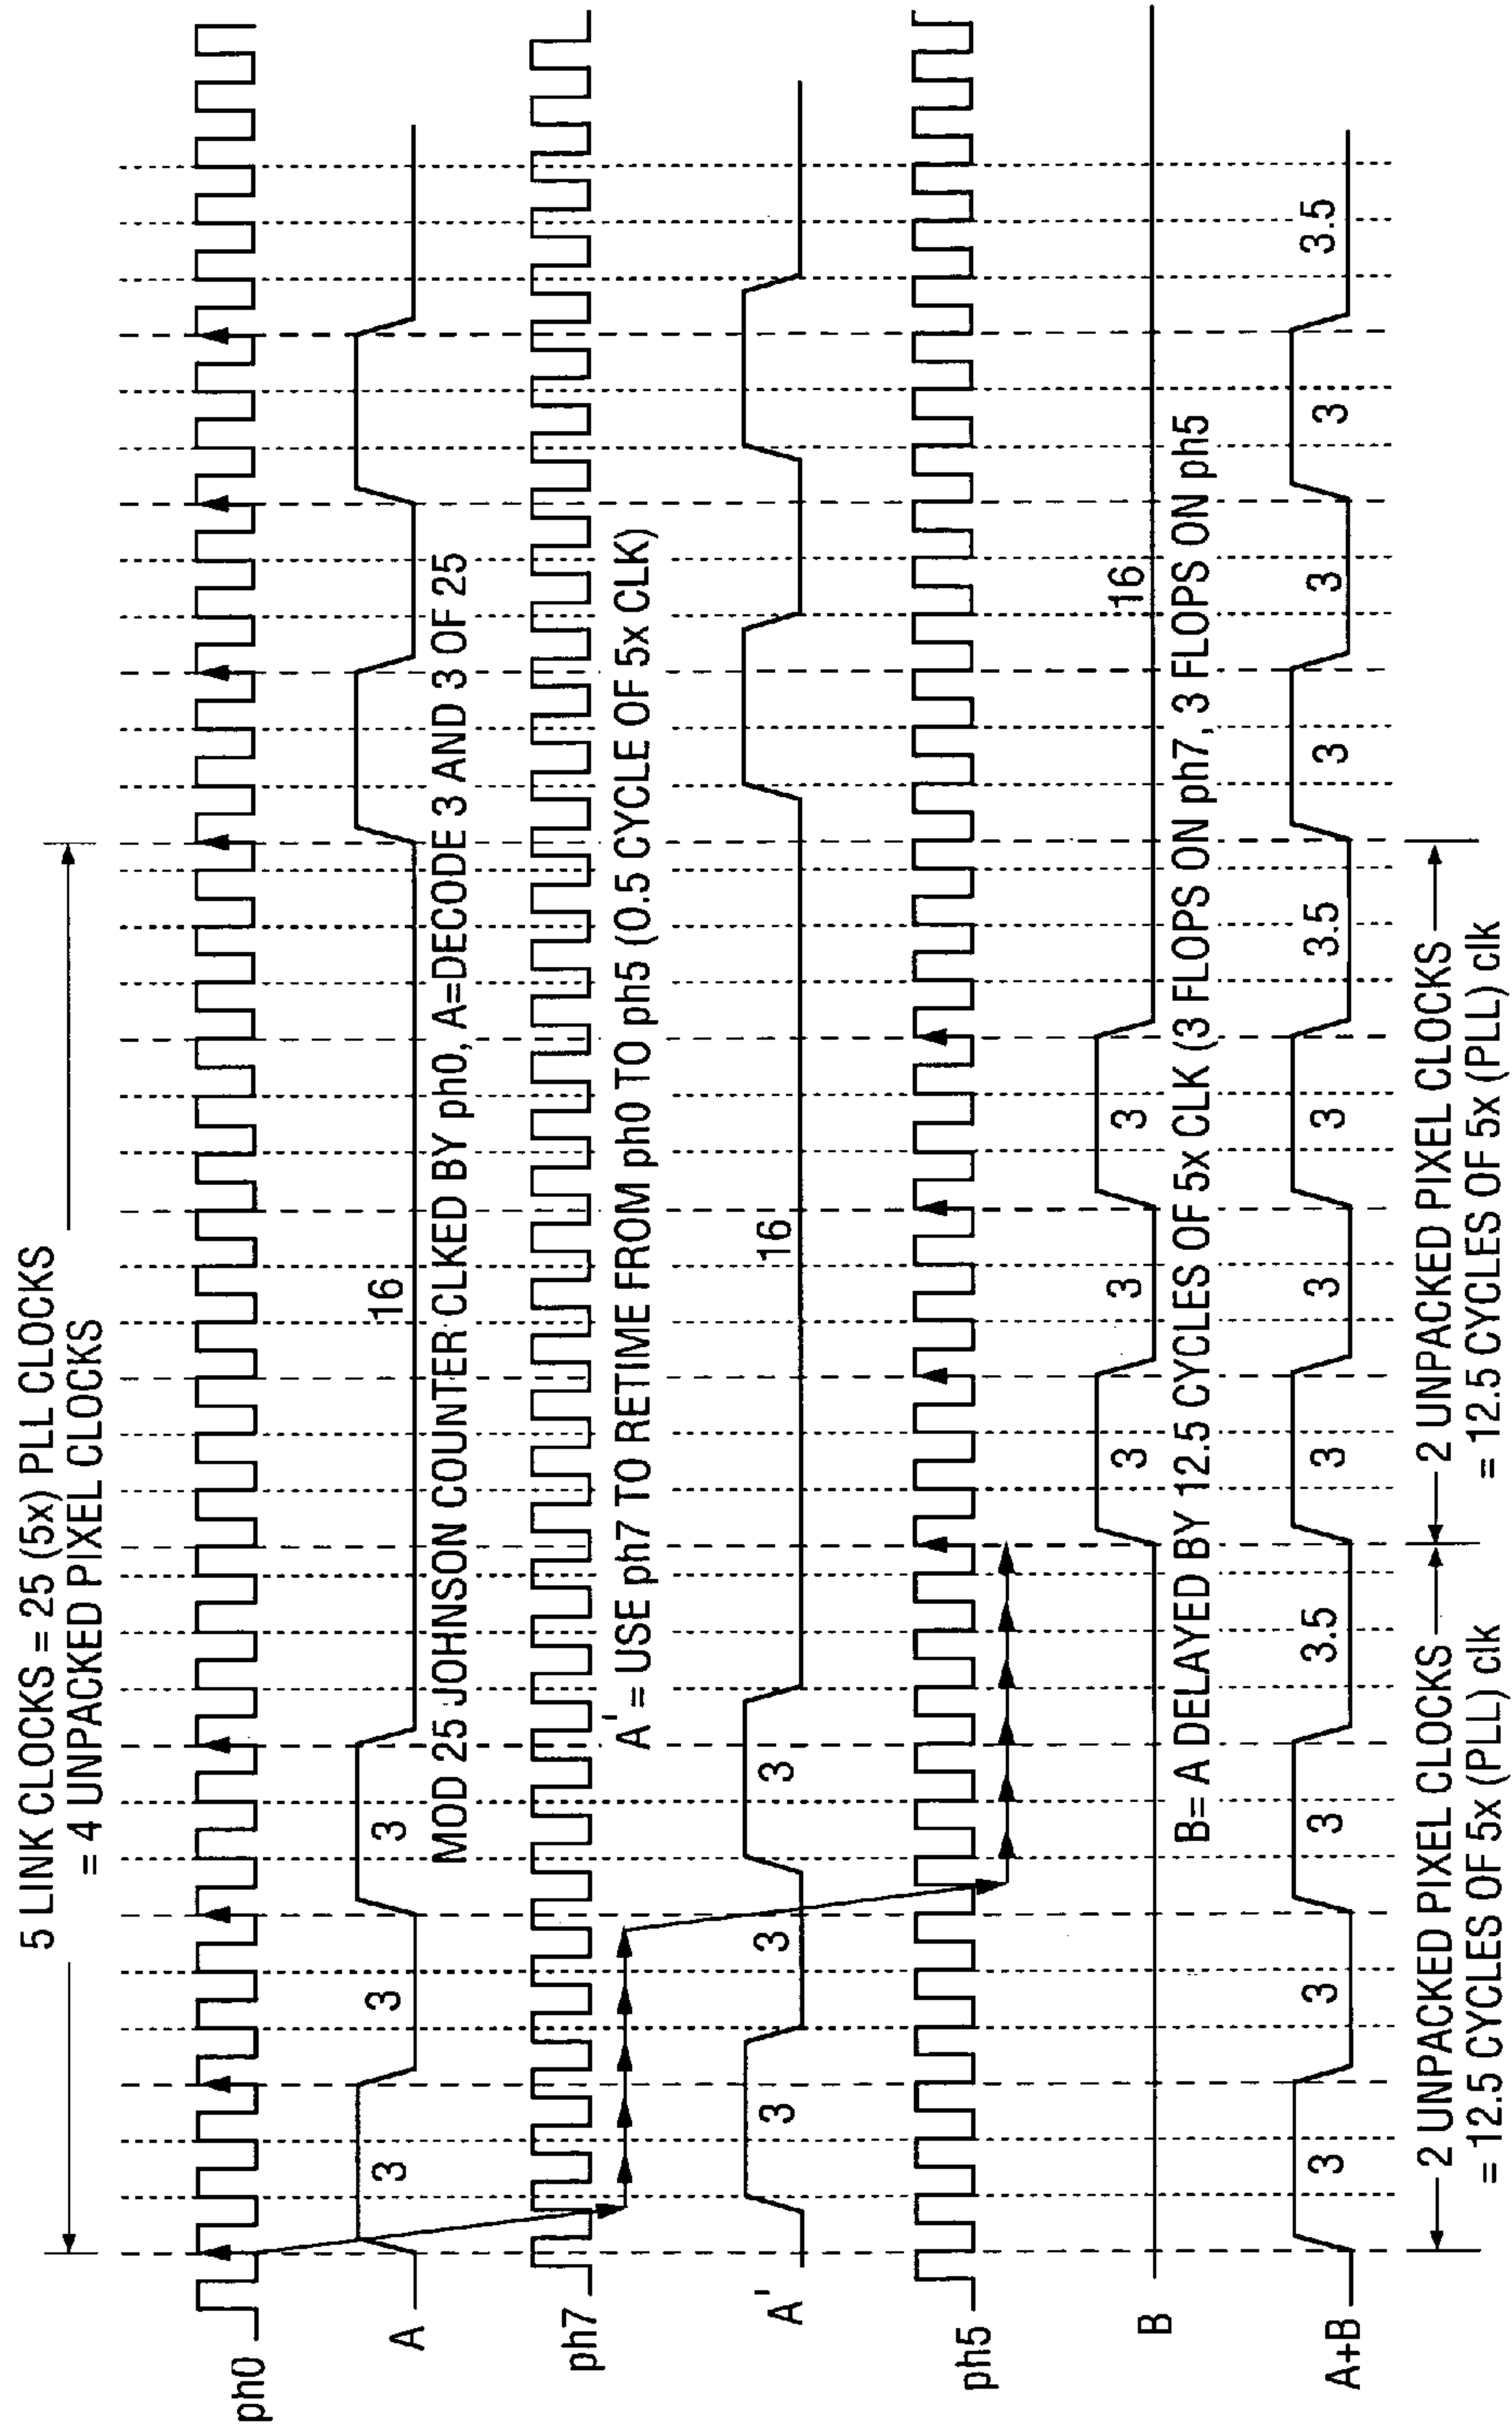 5 LINK CLOCKS = 25 (5x) PLL CLOCKS
= 4 UNPACKED PIXEL CLOCKS
ph0
A
3
3
3
16
MOD 25 JOHNSON COUNTER CLKED BY ph0, A=DECODE 3 AND 3 OF 25
ph7
A'= USE ph7 TO RETIME FROM ph0 TO ph5 (0.5 CYCLE OF 5x CLK)
A'
3
3
3
16
ph5
B
3
3
3
16
B= A DELAYED BY 12.5 CYCLES OF 5x CLK (3 FLOPS ON ph7, 3 FLOPS ON ph5
A+B
3
3
3
3.5
3
3
3
3.5
3
3
3
3.5
2 UNPACKED PIXEL CLOCKS
= 12.5 CYCLES OF 5x (PLL) clk
2 UNPACKED PIXEL CLOCKS
= 12.5 CYCLES OF 5x (PLL) clk